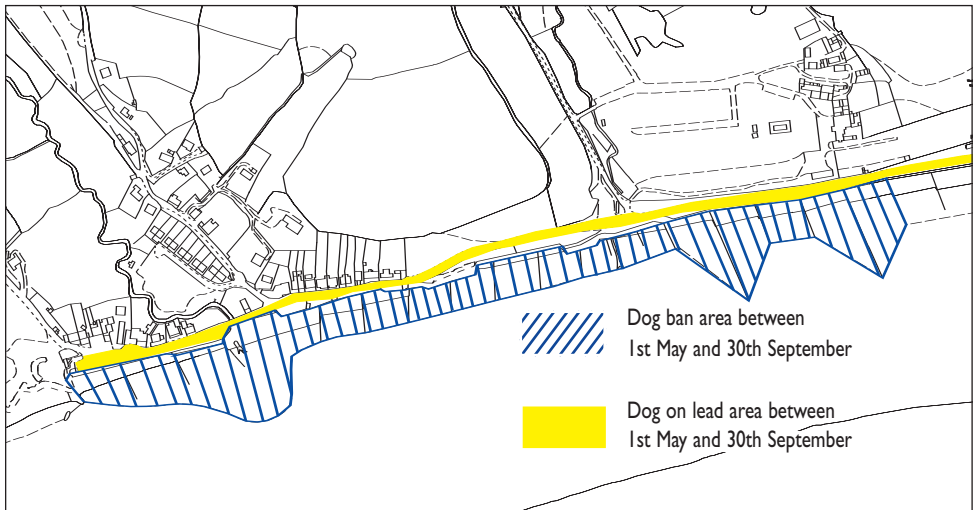 Dog ban area between
1st May and 30th September
Dog on lead area between
1st May and 30th September